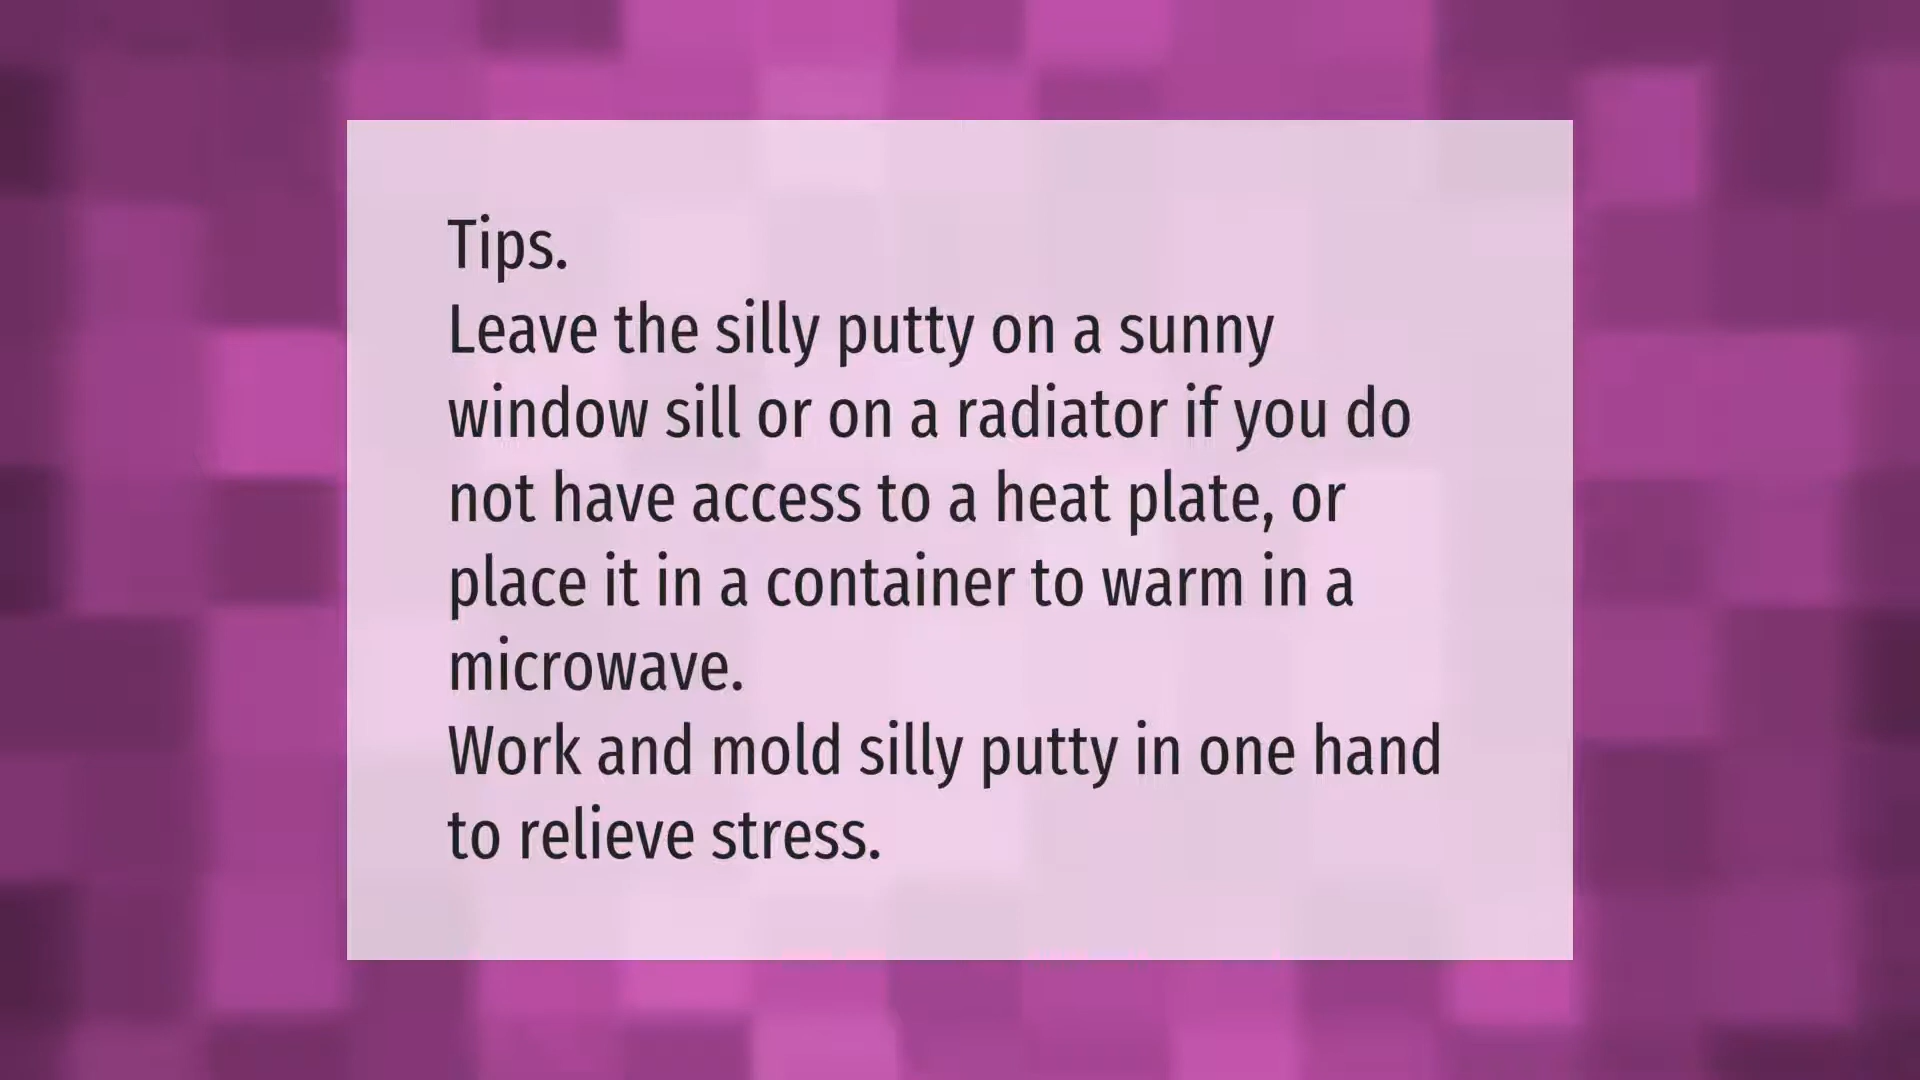 Tips.
Leave the silly putty on a sunny
window sill or on a radiator if you do
not have access to a heat plate, or
place it in a container to warm in a
microwave.
Work and mold silly putty in one hand
to relieve stress.